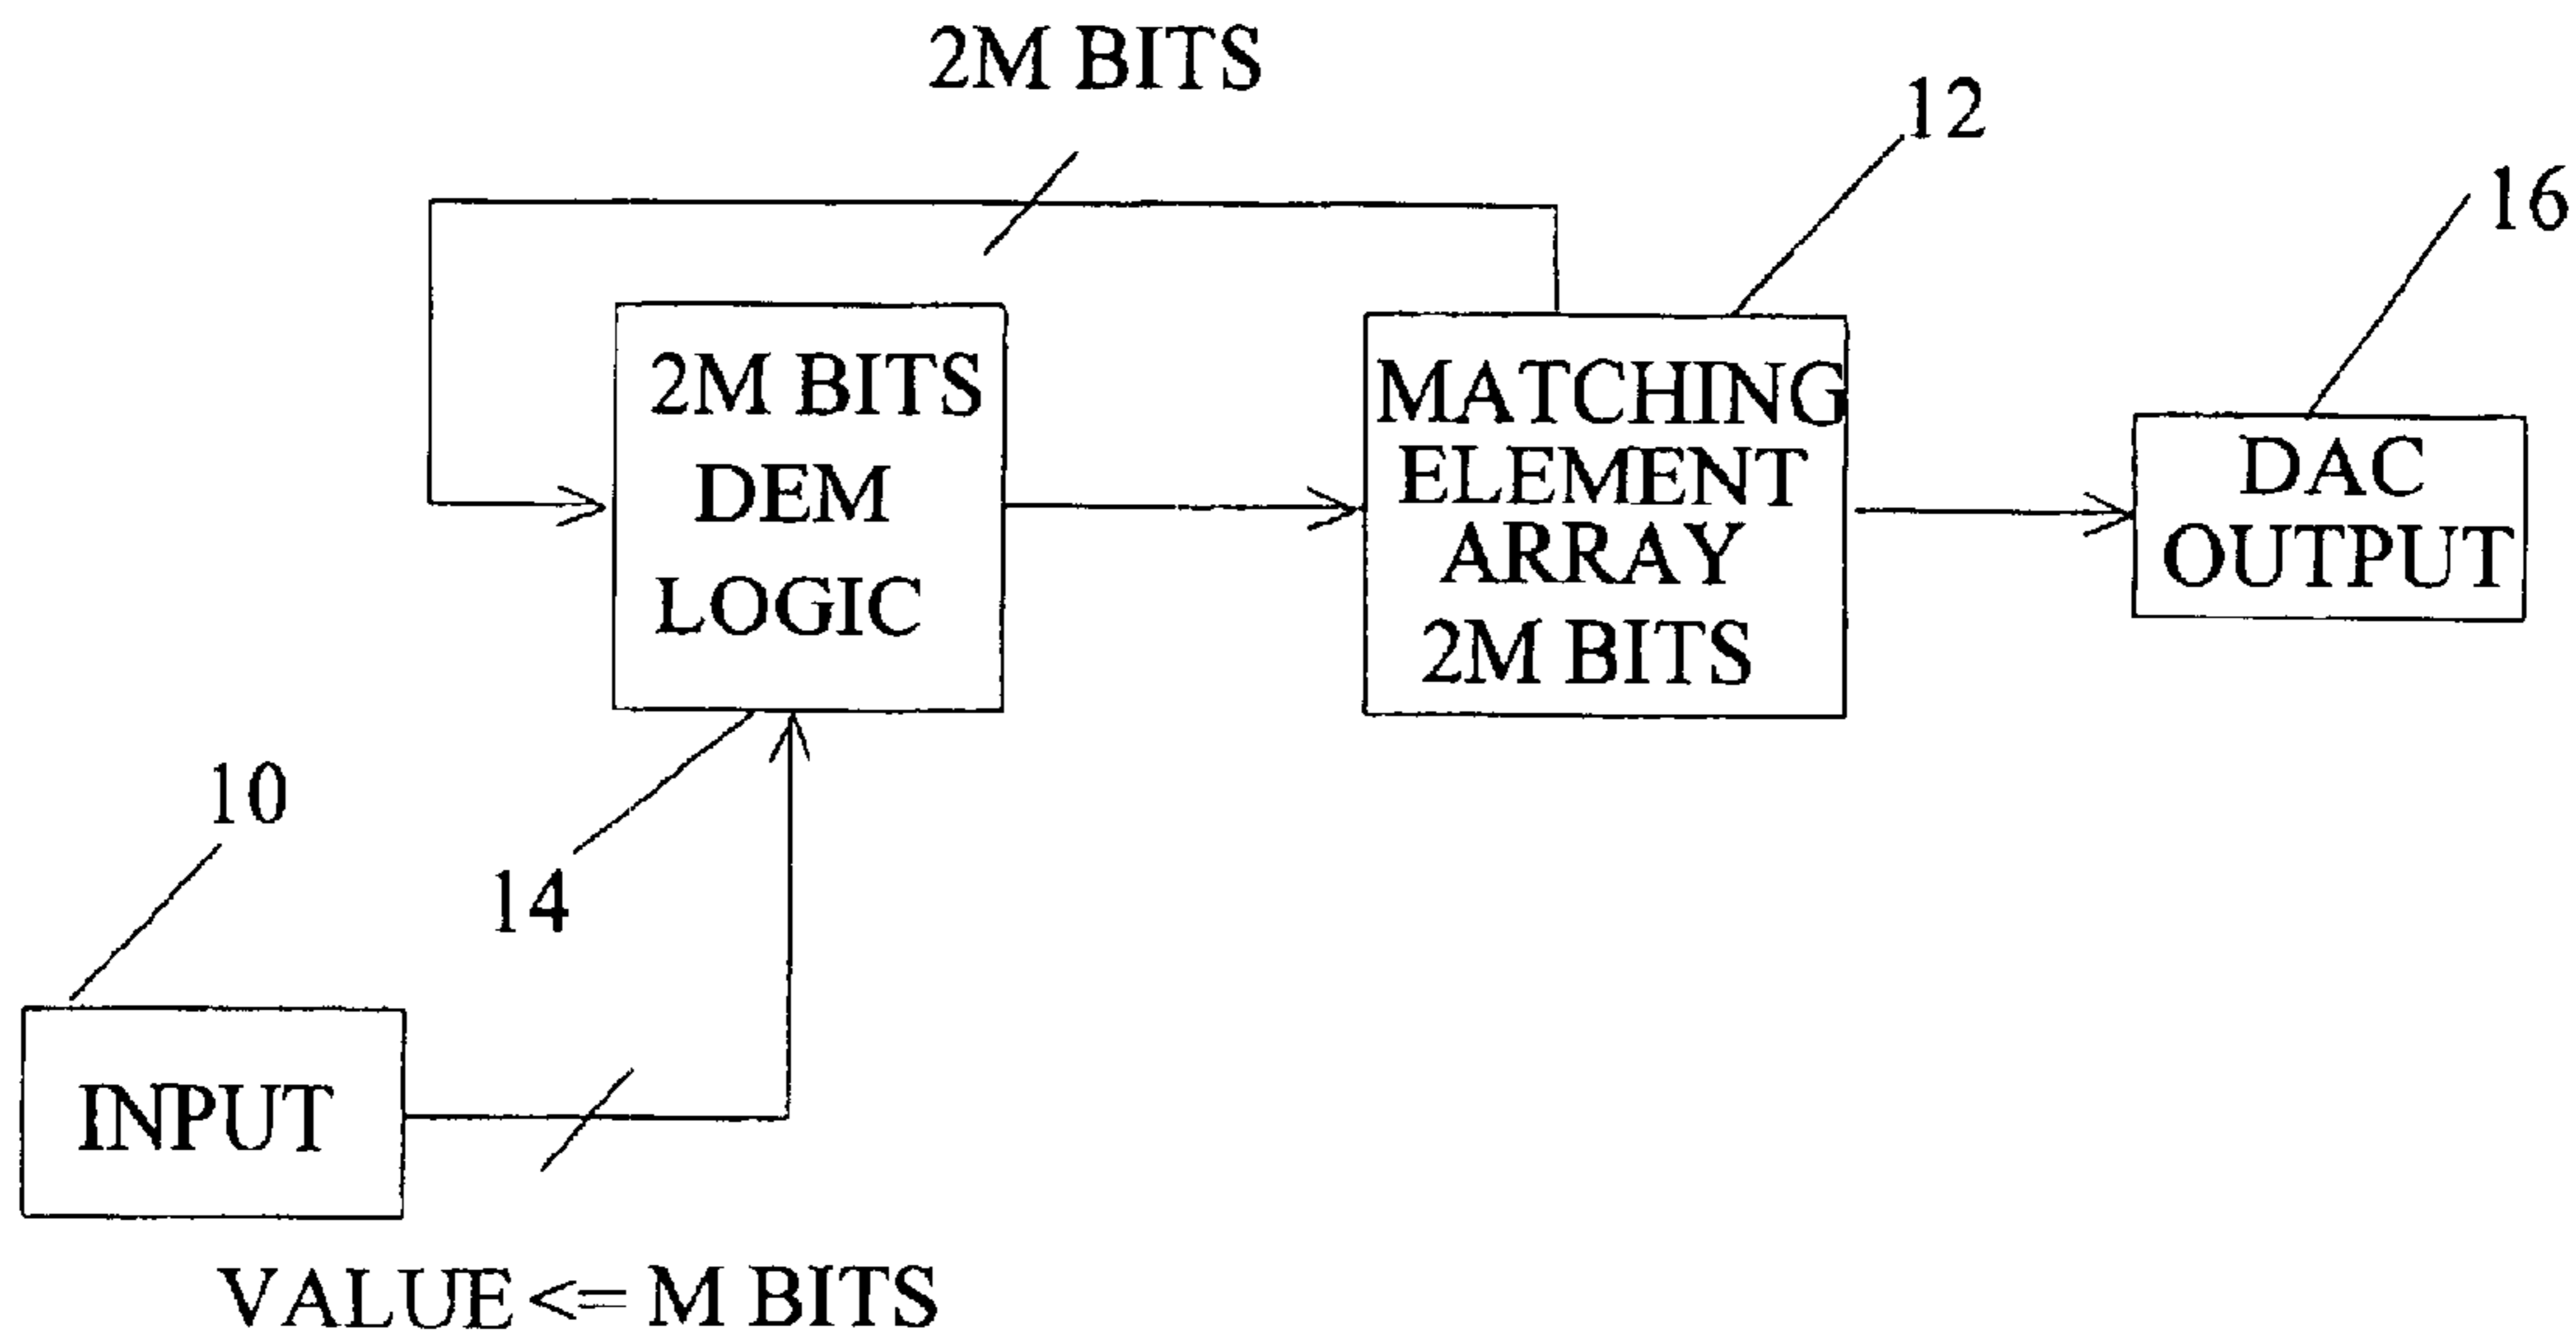 2M BITS
12
16
2M BITS
DEM
LOGIC
MATCHING
ELEMENT
ARRAY
2M BITS
DAC
OUTPUT
10
14
INPUT
VALUE <= M BITS